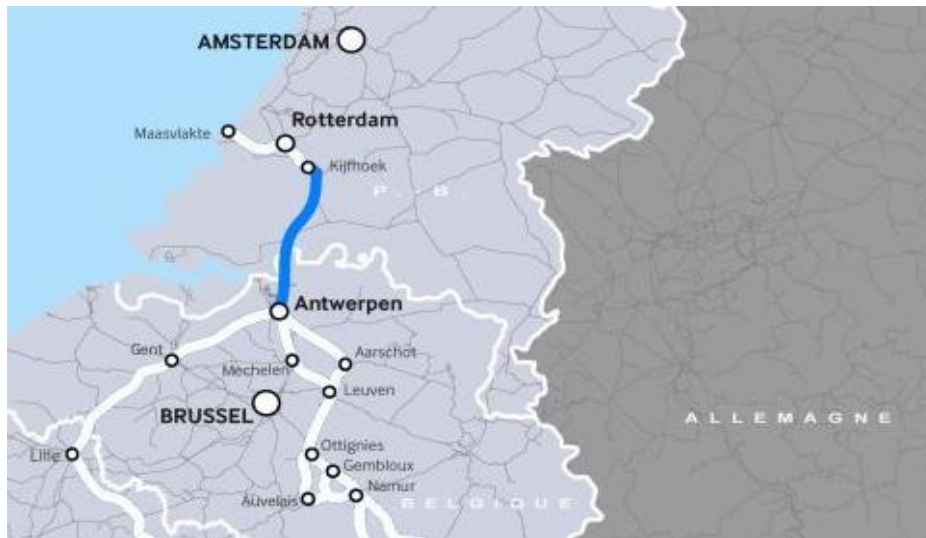 AMSTERDAM
Rotterdam
Maasvlakte
Kijfhoek
P. - B.
Antwerpen
Gent
Mechelen
Aarschot
Leuven
BRUSSEL
ALLEMAGNE
Lille
Ottignies
Gembloux
Namur
Auvelais
BELGIQUE